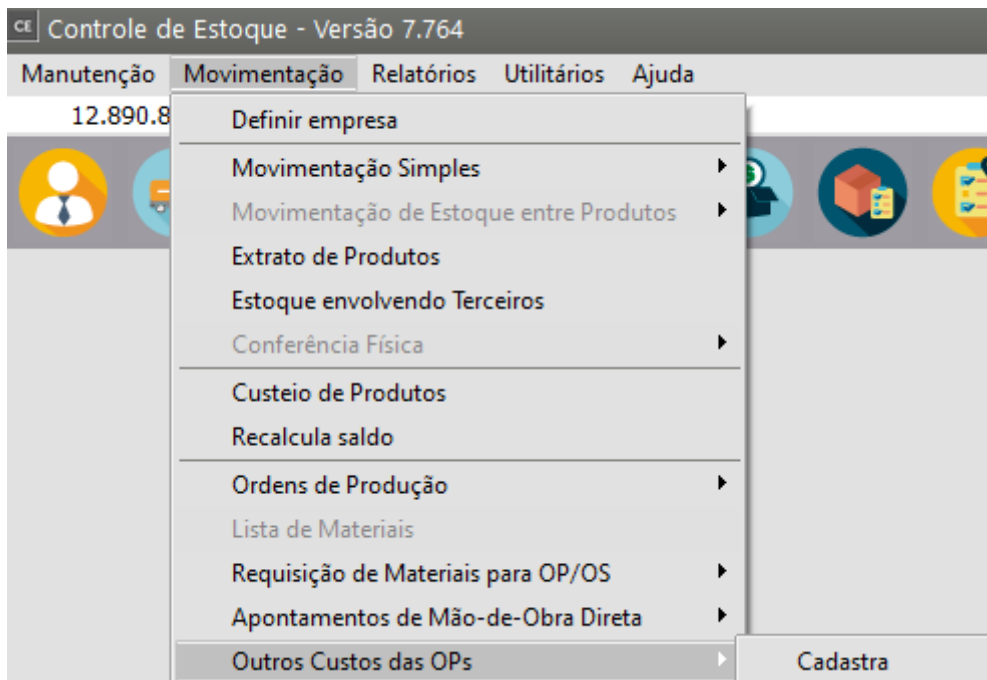 CE Controle de Estoque - Versão 7.764
Manutenção Movimentação Relatórios Utilitários Ajuda
12.890.8
Definir empresa
Movimentação Simples
Movimentação de Estoque entre Produtos
Extrato de Produtos
Estoque envolvendo Terceiros
Conferência Física
Custeio de Produtos
Recalcula saldo
Ordens de Produção
Lista de Materiais
Requisição de Materiais para OP/OS
Apontamentos de Mão-de-Obra Direta
Outros Custos das OPs Cadastra